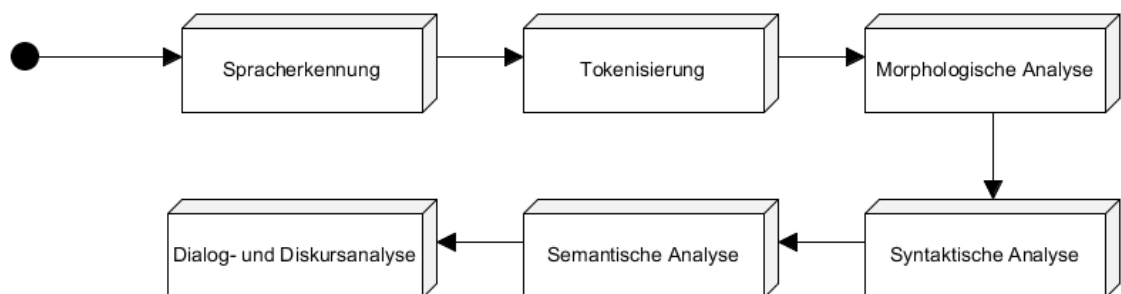 Spracherkennung
Tokenisierung
Morphologische Analyse
Syntaktische Analyse
Semantische Analyse
Dialog- und Diskursanalyse